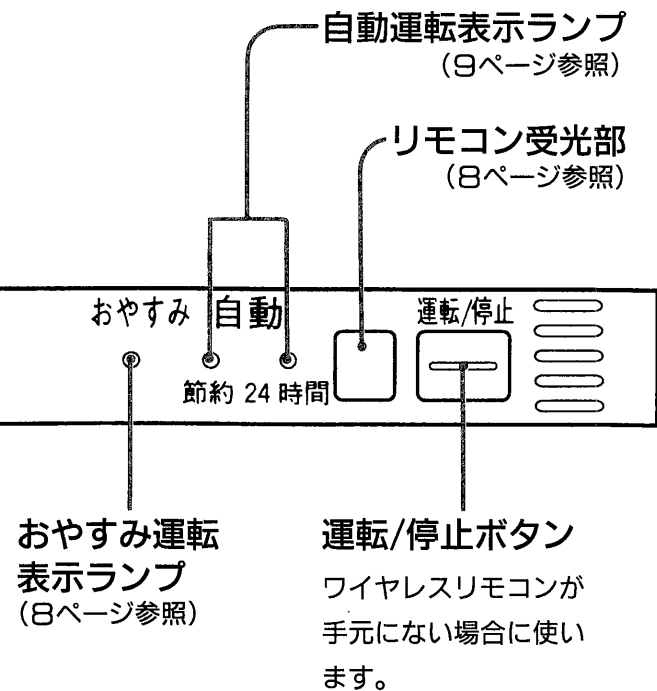 自動運転表示ランプ
(9ページ参照)
リモコン受光部
(8ページ参照)
おやすみ 自動 運転/停止
節約 24時間
おやすみ運転
表示ランプ
(8ページ参照)
運転/停止ボタン
ワイヤレスリモコンが
手元にない場合に使い
ます。